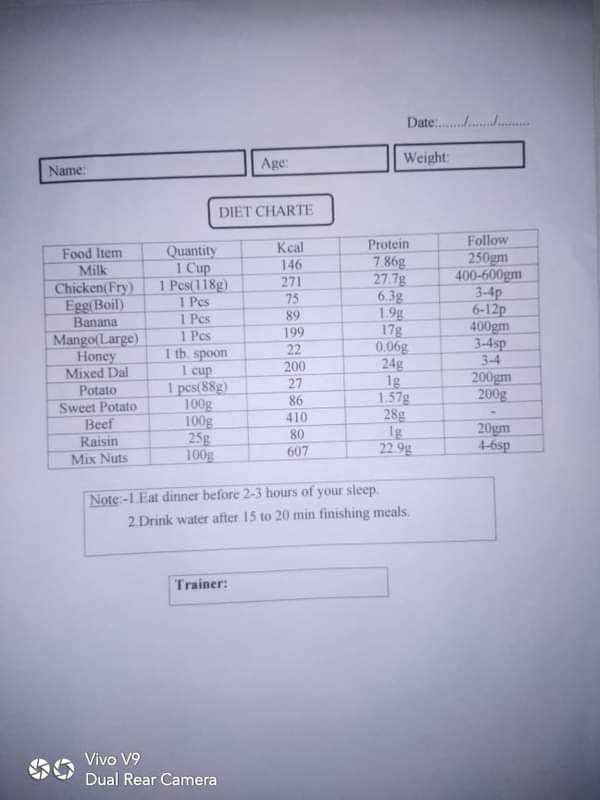 Date:......./......./.........
Name: Age: Weight:
DIET CHARTE
Food Item Quantity Kcal Protein Follow
Milk 1 Cup 146 7.86g 250gm
Chicken(Fry) 1 Pcs(118g) 271 27.7g 400-600gm
Egg(Boil) 1 Pcs 75 6.3g 3-4p
Banana 1 Pcs 89 1.9g 6-12p
Mango(Large) 1 Pcs 199 17g 400gm
Honey 1 tb. spoon 22 0.06g 3-4sp
Mixed Dal 1 cup 200 24g 3-4
Potato 1 pcs(88g) 27 1g 200gm
Sweet Potato 100g 86 1.57g 200g
Beef 100g 410 28g -
Raisin 25g 80 1g 20gm
Mix Nuts 100g 607 22.9g 4-6sp
Note:-1.Eat dinner before 2-3 hours of your sleep.
2.Drink water after 15 to 20 min finishing meals.
Trainer:
Vivo V9
Dual Rear Camera